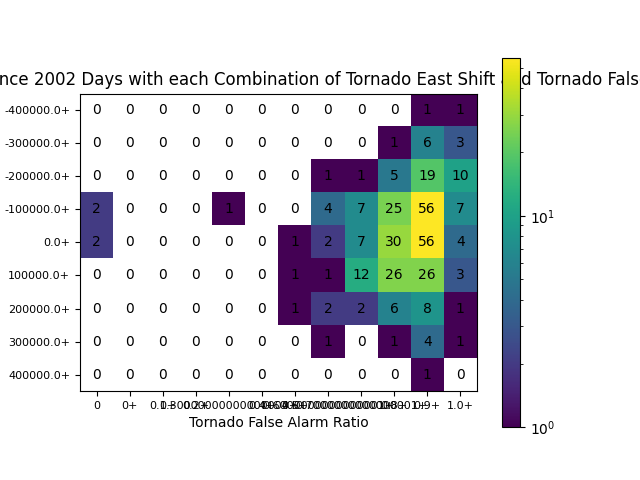 nce 2002 Days with each Combination of Tornado East Shift and Tornado Fals
-400000.0+ 0 0 0 0 0 0 0 0 0 0 1 1
-300000.0+ 0 0 0 0 0 0 0 0 0 1 6 3
-200000.0+ 0 0 0 0 0 0 0 1 1 5 19 10
-100000.0+ 2 0 0 0 1 0 0 4 7 25 56 7
0.0+ 2 0 0 0 0 0 1 2 7 30 56 4
100000.0+ 0 0 0 0 0 0 1 1 12 26 26 3
200000.0+ 0 0 0 0 0 0 1 2 2 6 8 1
300000.0+ 0 0 0 0 0 0 0 1 0 1 4 1
400000.0+ 0 0 0 0 0 0 0 0 0 0 1 0
0 0+ 0.9+ 1.0+
Tornado False Alarm Ratio
10¹
10⁰